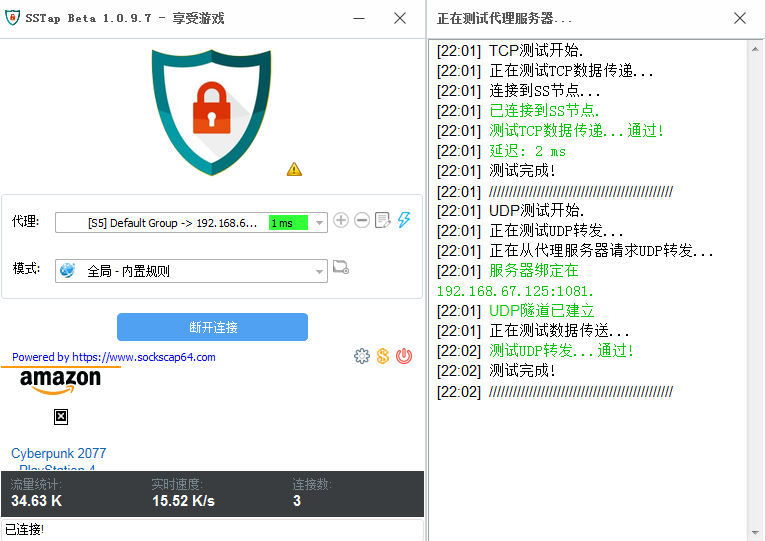 SSTap Beta 1.0.9.7 - 享受游戏
代理:
[S5] Default Group -> 192.168.6...
1ms
模式:
全局 - 内置规则
断开连接
Powered by https://www.sockscap64.com
amazon
Cyberpunk 2077
PlayStation 4
流量统计:
实时速度:
连接数:
34.63 K
15.52 K/s
3
已连接!
正在测试代理服务器...
[22:01] TCP测试开始.
[22:01] 正在测试TCP数据传递...
[22:01] 连接到SS节点...
[22:01] 已连接到SS节点.
[22:01] 测试TCP数据传递...通过!
[22:01] 延迟: 2 ms
[22:01] 测试完成!
[22:01] //////////////////////////////////////////////
[22:01] UDP测试开始.
[22:01] 正在测试UDP转发...
[22:01] 正在从代理服务器请求UDP转发...
[22:01] 服务器绑定在
192.168.67.125:1081.
[22:01] UDP隧道已建立
[22:01] 正在测试数据传送...
[22:02] 测试UDP转发...通过!
[22:02] 测试完成!
[22:02] //////////////////////////////////////////////